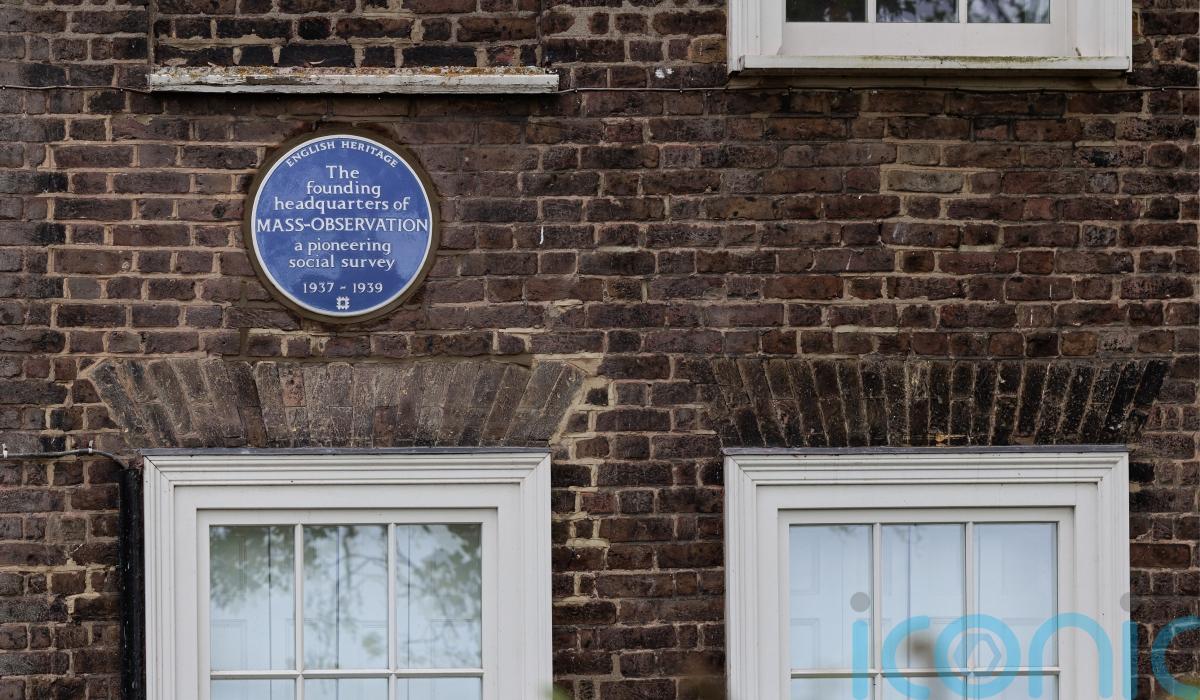 ENGLISH HERITAGE
The
founding
headquarters of
MASS-OBSERVATION
a pioneering
social survey
1937 - 1939
iconic